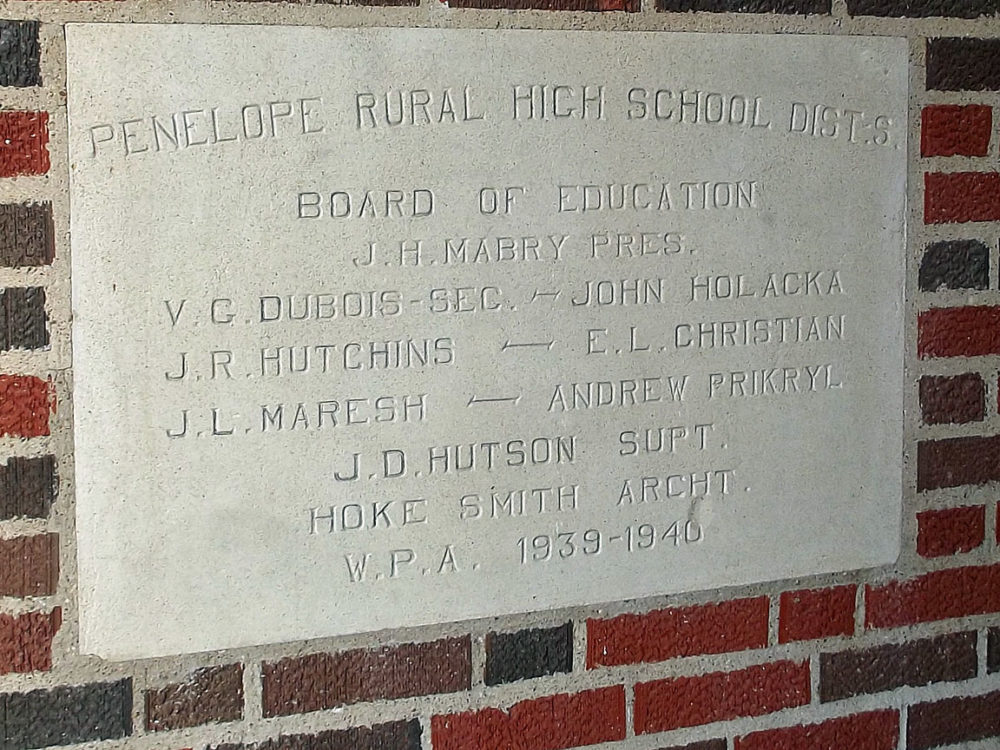 PENELOPE RURAL HIGH SCHOOL DIST:S.
BOARD OF EDUCATION
J.H.MABRY PRES.
V.G.DUBOIS-SEC. — JOHN HOLACKA
J.R.HUTCHINS — E.L.CHRISTIAN
J.L.MARESH — ANDREW PRIKRYL
J.D.HUTSON SUPT.
HOKE SMITH ARCHT.
W.P.A. 1939-1940